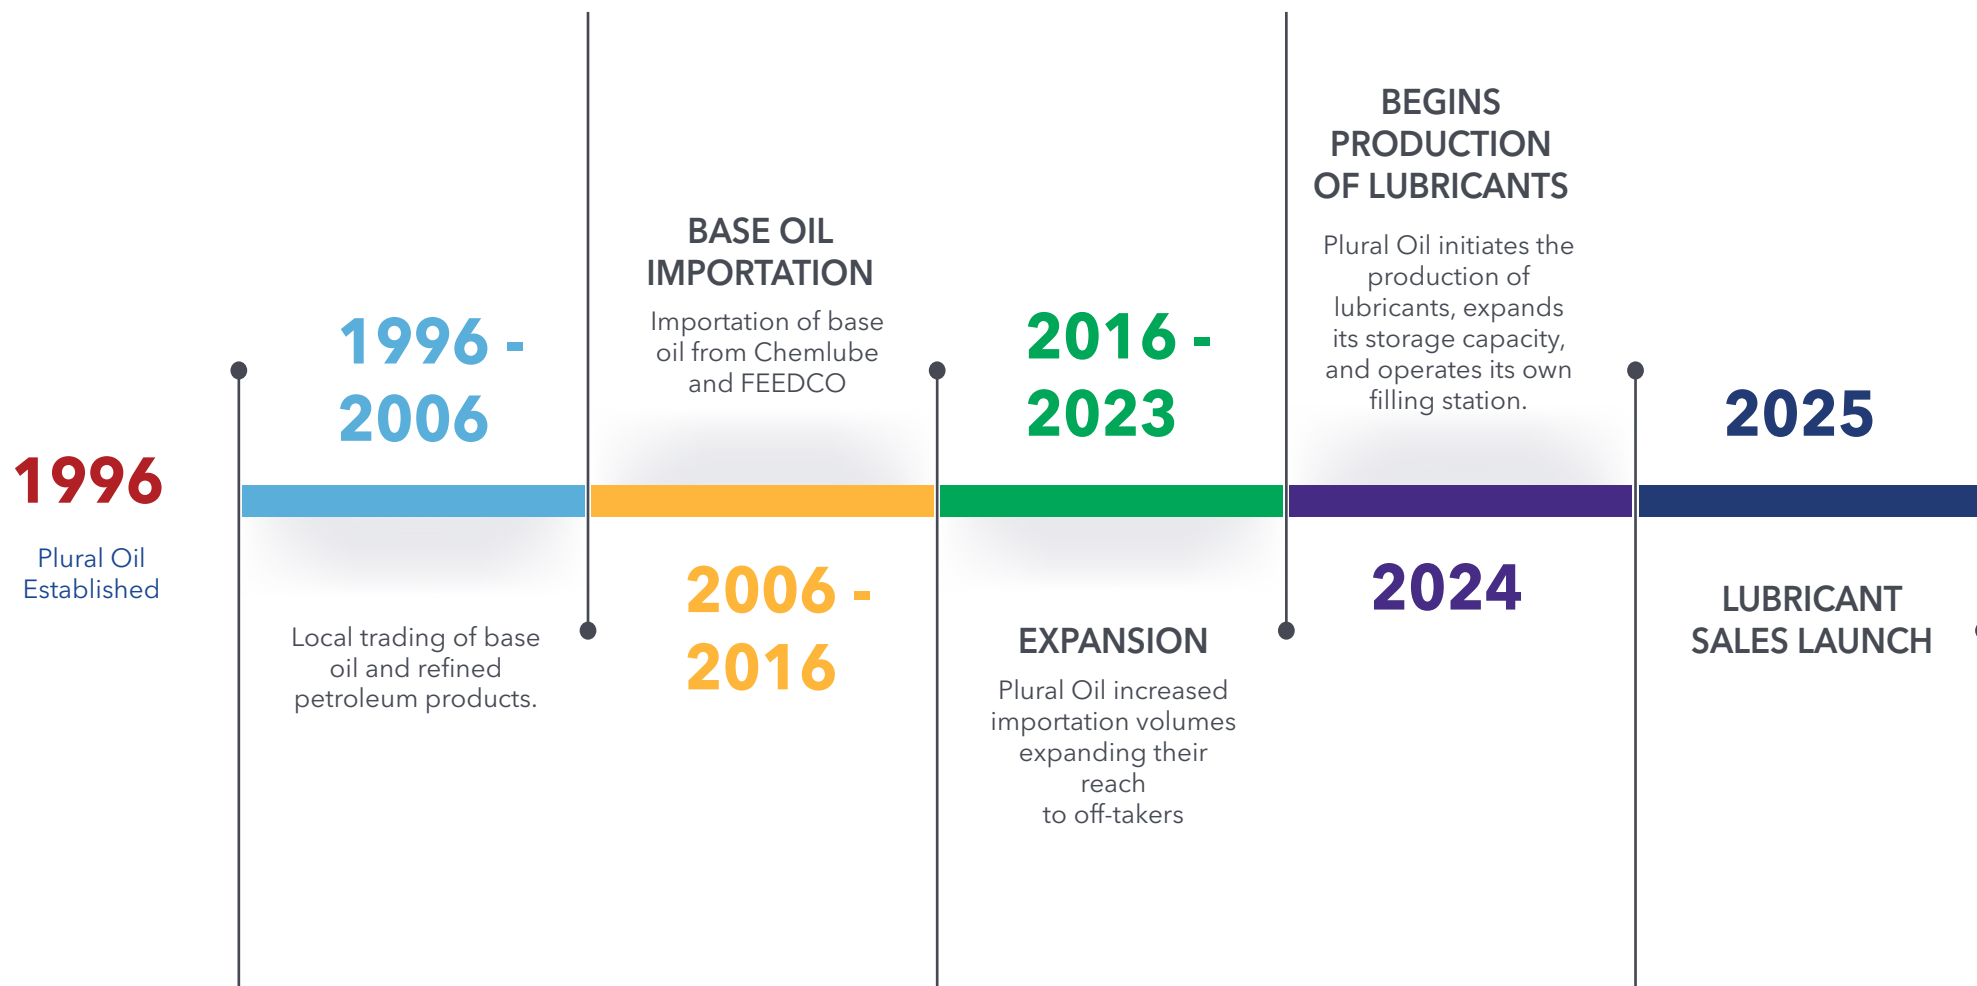 1996
Plural Oil
Established
1996 -
2006
Local trading of base
oil and refined
petroleum products.
BASE OIL
IMPORTATION
Importation of base
oil from Chemlube
and FEEDCO
2006 -
2016
2016 -
2023
EXPANSION
Plural Oil increased
importation volumes
expanding their
reach
to off-takers
BEGINS
PRODUCTION
OF LUBRICANTS
Plural Oil initiates the
production of
lubricants, expands
its storage capacity,
and operates its own
filling station.
2024
2025
LUBRICANT
SALES LAUNCH